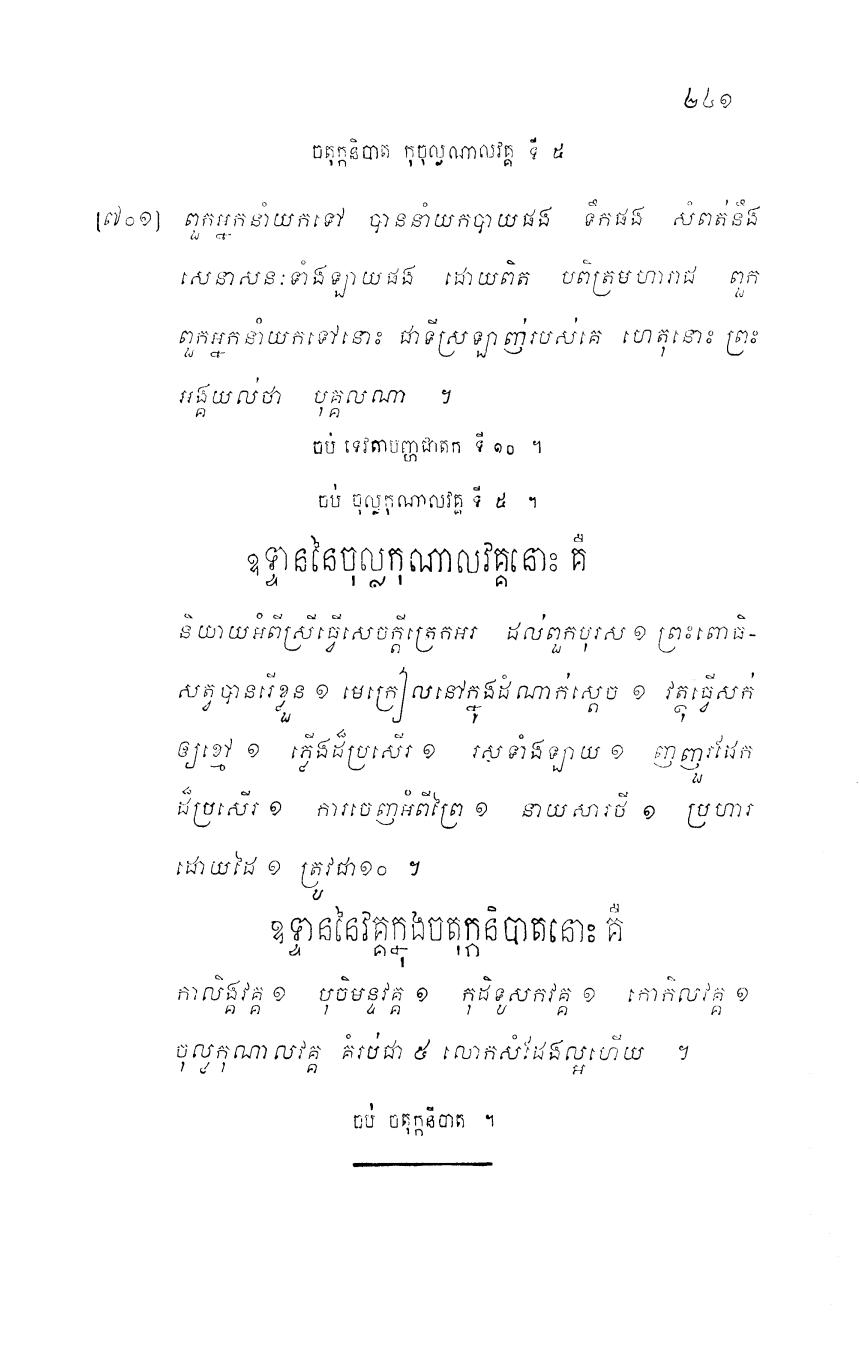 ២៤១
ចតុក្កនិបាត កុចុល្លណាលវគ្គ ទី ៥
[៧០១] ពួកអ្នកនាំយកទៅ បាននាំយកបាយផង ទឹកផង សំពត់នឹង
សេនាសនៈទាំងឡាយផង ដោយពិត បពិត្រមហារាជ ពួក
ពួកអ្នកនាំយកទៅនោះ ជាទីស្រឡាញ់របស់គេ ហេតុនោះ ព្រះ
អង្គយល់ថា បុគ្គលណា ។
ចប់ ទេវតាបញ្ហជាតក ទី ១០ ។
ចប់ ចុល្លកុណាលវគ្គ ទី ៥ ។
ឧទ្ទាននៃចុល្លកុណាលវគ្គនោះ គឺ
និយាយអំពីស្រីធ្វើសេចក្តីត្រេកអរ ដល់ពួកបុរស ១ ព្រះពោធិ-
សត្វបានរើខ្លួន ១ មេក្រៀលនៅក្នុងដំណាក់ស្តេច ១ វត្ថុធ្វើសក់
ឲ្យខ្មៅ ១ ភ្លើងដ៏ប្រសើរ ១ រសទាំងឡាយ ១ ញញួរដែក
ដ៏ប្រសើរ ១ ការចេញអំពីព្រៃ ១ នាយសារថី ១ ប្រហារ
ដោយដៃ ១ ត្រូវជា១០ ។
ឧទ្ទាននៃវគ្គក្នុងចតុក្កនិបាតនោះ គឺ
កាលិង្គវគ្គ ១ បុចិមន្ទវគ្គ ១ កុដិទូសកវគ្គ ១ កោកិលវគ្គ ១
ចុល្លកុណាលវគ្គ គំរប់ជា ៥ លោកសំដែងល្អហើយ ។
ចប់ ចតុក្កនិបាត ។